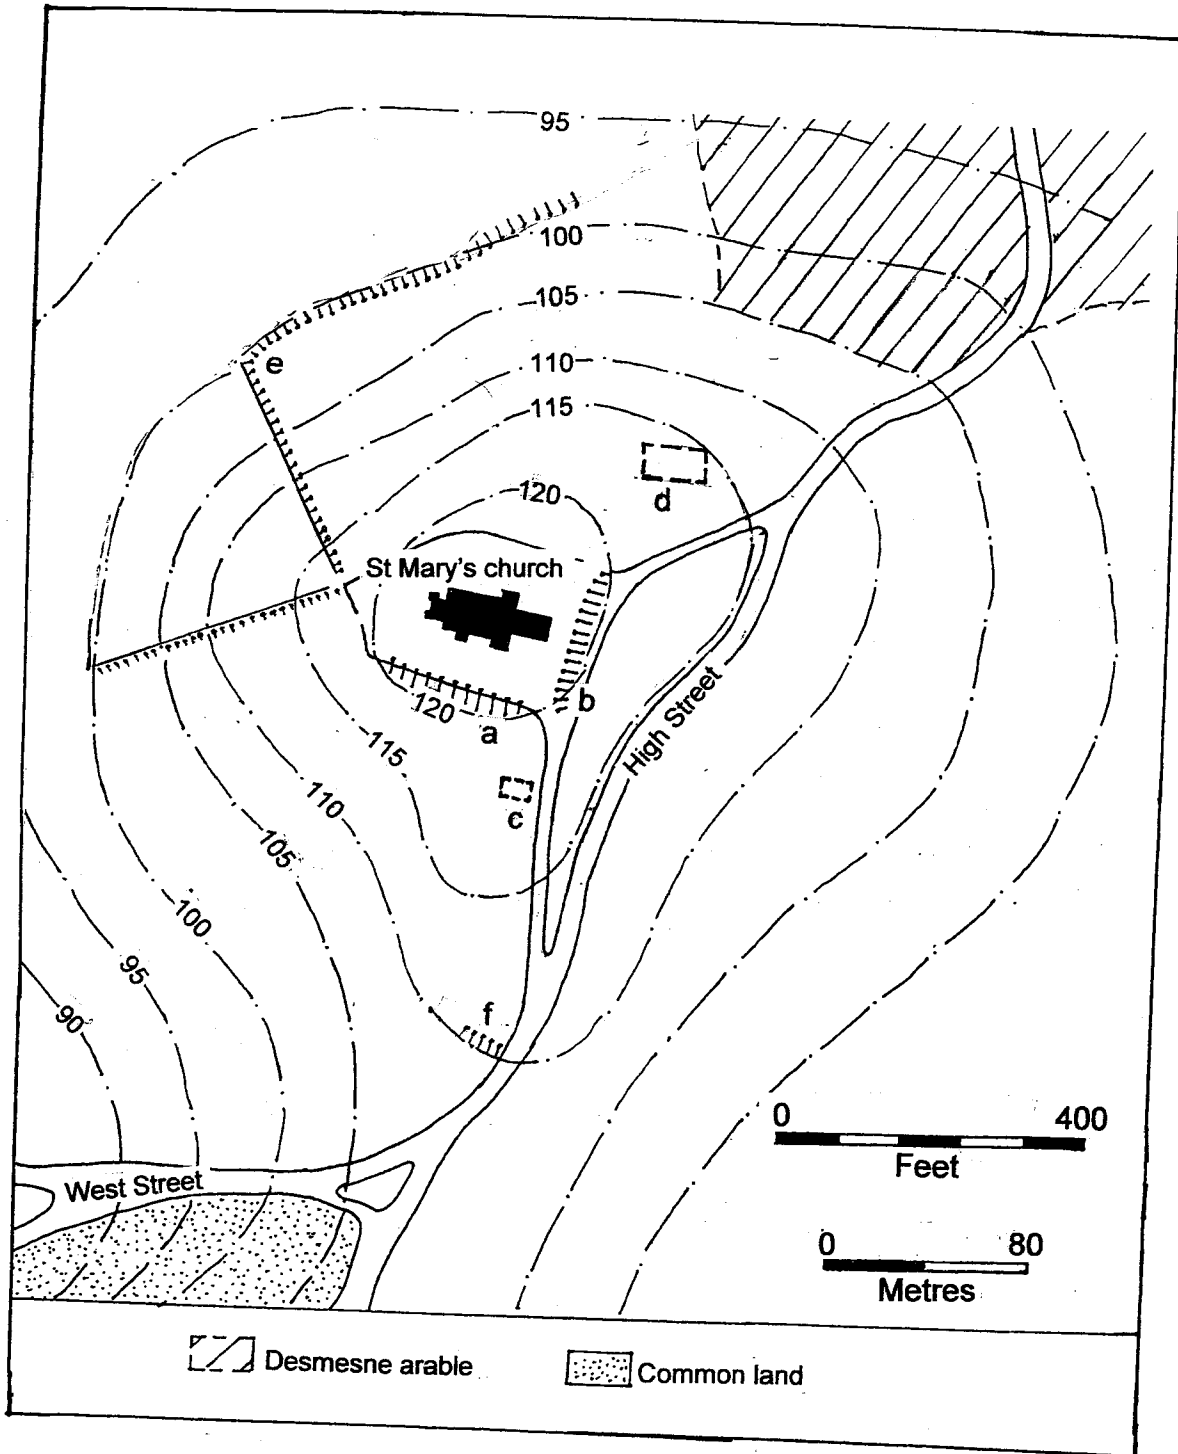 95
100
e
105
110
115
d
120
St Mary's church
b
120
a
High Street
115
c
110
105
100
95
f
90
0 400
Feet
West Street
0 80
Metres
Desmesne arable
Common land